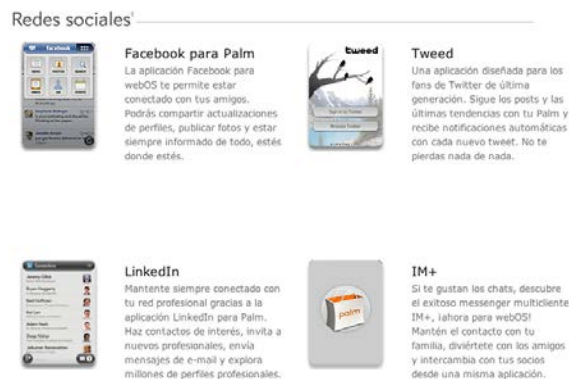 Redes sociales
Facebook para Palm
La aplicación Facebook para
webOS te permite estar
conectado con tus amigos.
Podrás compartir actualizaciones
de perfiles, publicar fotos y estar
siempre informado de todo, estés
donde estés.
facebook
Tweed
Una aplicación diseñada para los
fans de Twitter de última
generación. Sigue los posts y las
últimas tendencias con tu Palm y
recibe notificaciones automáticas
con cada nuevo tweet. No te
pierdas nada de nada.
tweed
LinkedIn
Mantente siempre conectado con
tu red profesional gracias a la
aplicación LinkedIn para Palm.
Haz contactos de interés, invita a
nuevos profesionales, envía
mensajes de e-mail y explora
millones de perfiles profesionales.
IM+
Si te gustan los chats, descubre
el exitoso messenger multicliente
IM+, ¡ahora para webOS!
Mantén el contacto con tu
familia, diviértete con los amigos
y intercambia con tus socios
desde una misma aplicación.
palm